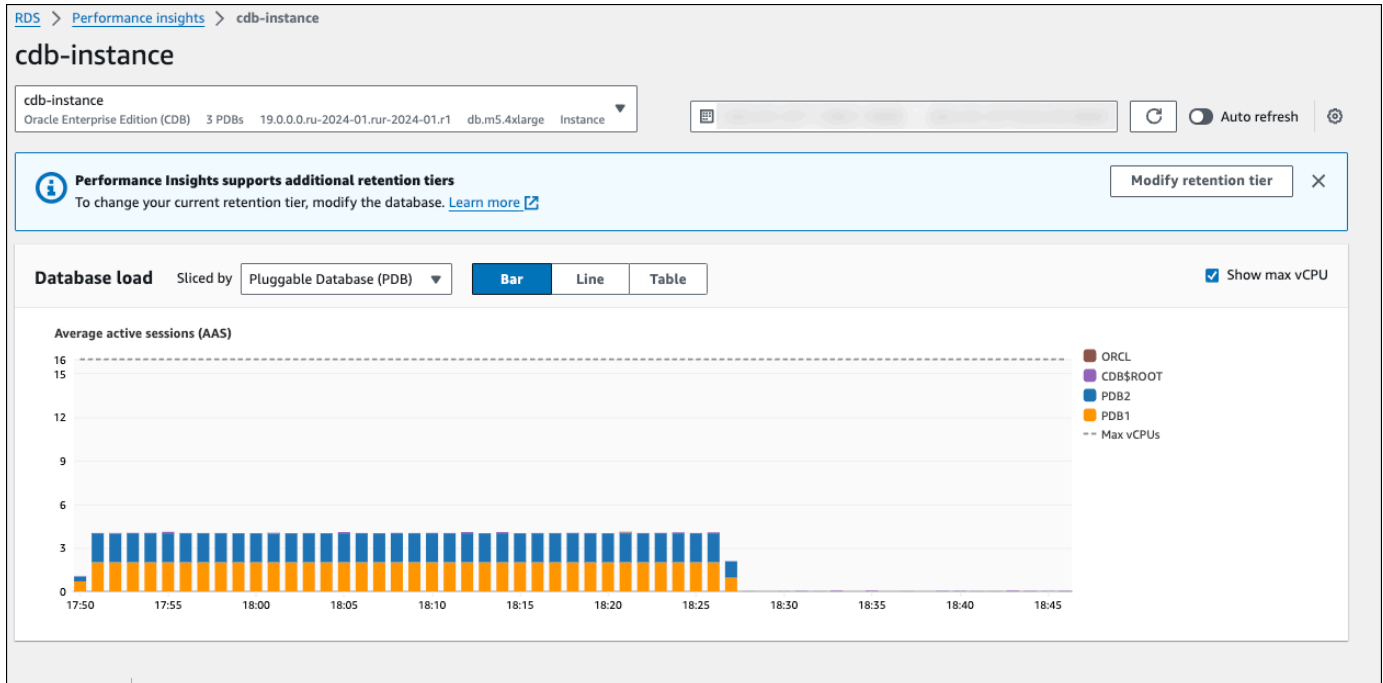 RDS > Performance insights > cdb-instance
cdb-instance
cdb-instance
Oracle Enterprise Edition (CDB) 3 PDBs 19.0.0.0.ru-2024-01.rur-2024-01.r1 db.m5.4xlarge Instance
Auto refresh
Performance Insights supports additional retention tiers
To change your current retention tier, modify the database. Learn more
Modify retention tier
Database load Sliced by Pluggable Database (PDB) Bar Line Table Show max vCPU
Average active sessions (AAS)
16
15
12
9
6
3
0
17:50 17:55 18:00 18:05 18:10 18:15 18:20 18:25 18:30 18:35 18:40 18:45
ORCL
CDB$ROOT
PDB2
PDB1
Max vCPUs